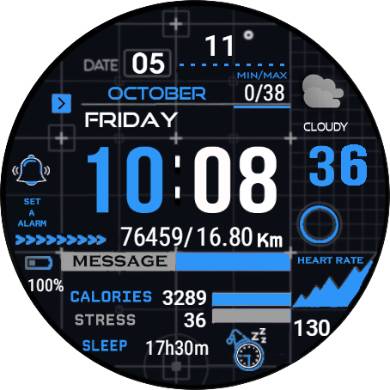 11 °
DATE 05
MIN/MAX
OCTOBER 0/38
FRIDAY
CLOUDY
10:08
36
SET
A
ALARM
76459/16.80 Km
MESSAGE
HEART RATE
100%
CALORIES 3289
STRESS 36
130
SLEEP 17h30m
zzz